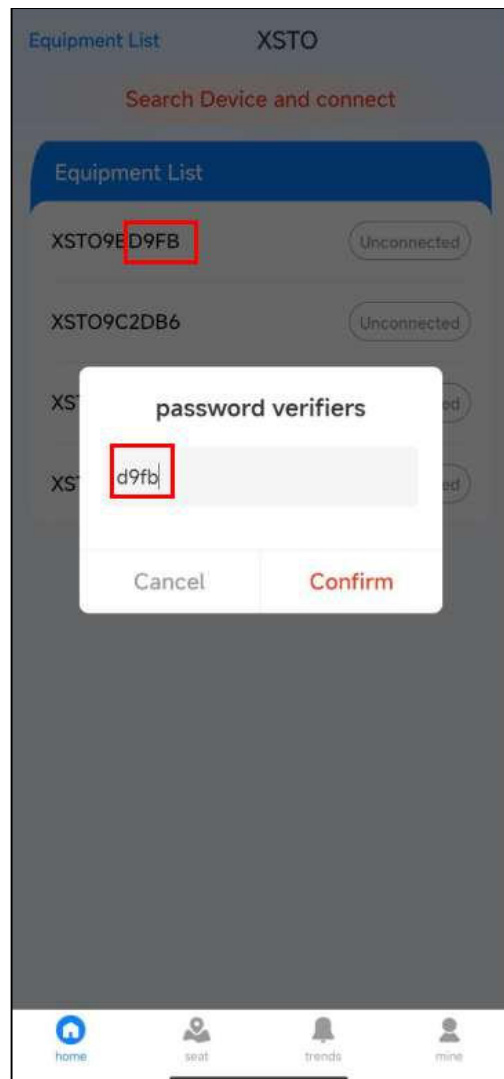 Equipment List XSTO
Search Device and connect
Equipment List
XSTO9ED9FB Unconnected
XSTO9C2DB6 Unconnected
password verifiers
d9fb
Cancel Confirm
home seat trends mine